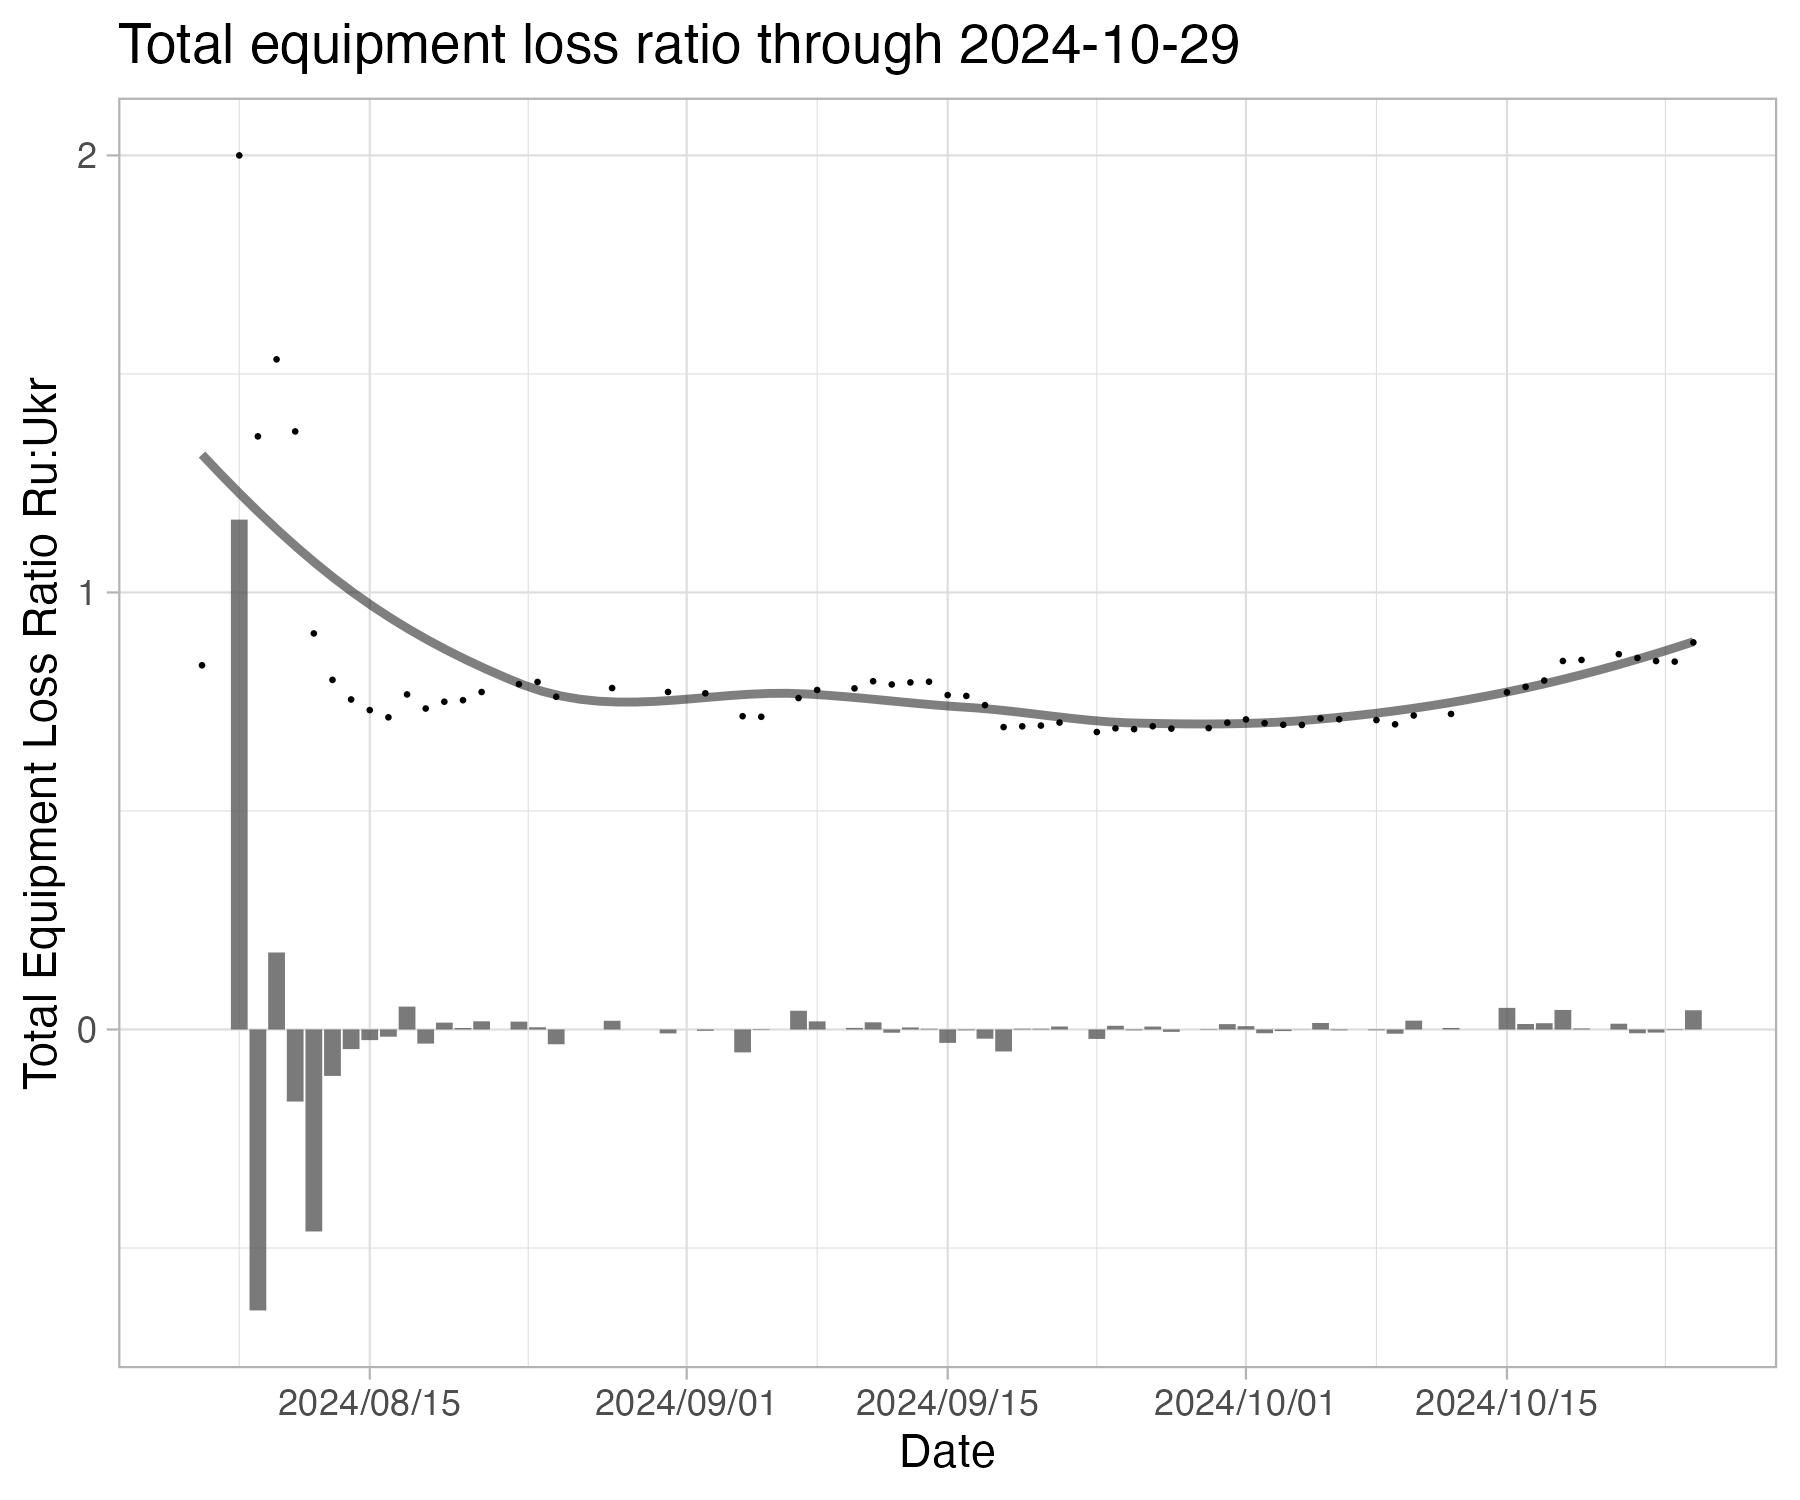 Total equipment loss ratio through 2024-10-29
Total Equipment Loss Ratio Ru:Ukr
2
1
0
2024/08/15
2024/09/01
2024/09/15
2024/10/01
2024/10/15
Date